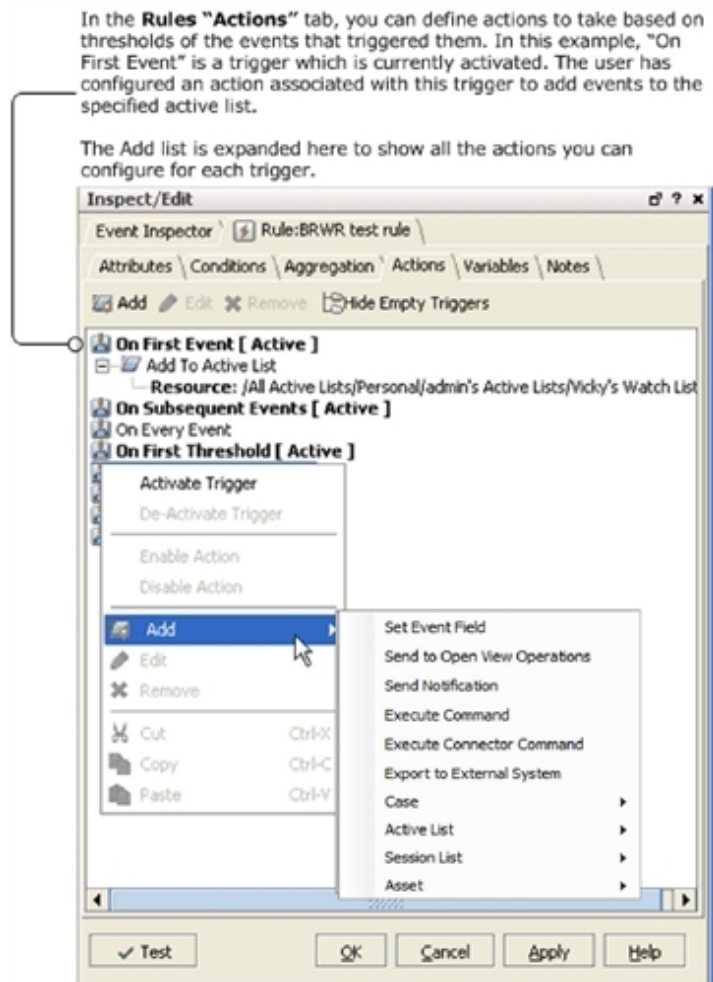 In the Rules “Actions” tab, you can define actions to take based on
thresholds of the events that triggered them. In this example, “On
First Event” is a trigger which is currently activated. The user has
configured an action associated with this trigger to add events to the
specified active list.
The Add list is expanded here to show all the actions you can
configure for each trigger.
Inspect/Edit
Event Inspector Rule:BRWR test rule
Attributes Conditions Aggregation Actions Variables Notes
Add Edit Remove Hide Empty Triggers
On First Event [ Active ]
Add To Active List
Resource: /All Active Lists/Personal/admin's Active Lists/Vicky's Watch List
On Subsequent Events [ Active ]
On Every Event
On First Threshold [ Active ]
Activate Trigger
De-Activate Trigger
Enable Action
Disable Action
Add
Edit
Remove
Cut Ctrl-X
Copy Ctrl-C
Paste Ctrl-V
Set Event Field
Send to Open View Operations
Send Notification
Execute Command
Execute Connector Command
Export to External System
Case
Active List
Session List
Asset
Test OK Cancel Apply Help